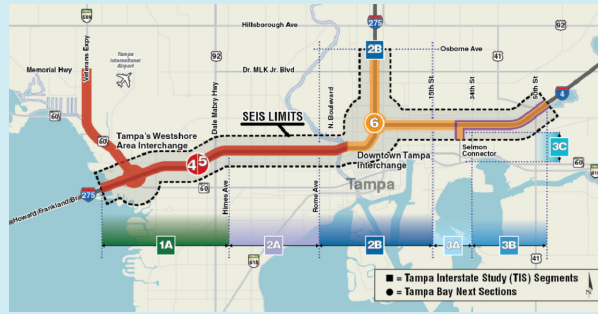 589
Hillsborough Ave
275
92
Veterans Expy
Tampa
International
Airport
92
2B
Osborne Ave
41
Memorial Hwy
Dr. MLK Jr. Blvd
Dale Mabry Hwy
N. Boulevard
15th St
34th St
50th St
4
60
60
SEIS LIMITS
6
Tampa's Westshore
Area Interchange
4
5
Downtown Tampa
Interchange
Selmon
Connector
3C
60
60
275
Howard Frankland
Himes Ave
Rome Ave
Tampa
1A
2A
2B
3A
3B
618
41
■ = Tampa Interstate Study (TIS) Segments
● = Tampa Bay Next Sections
N